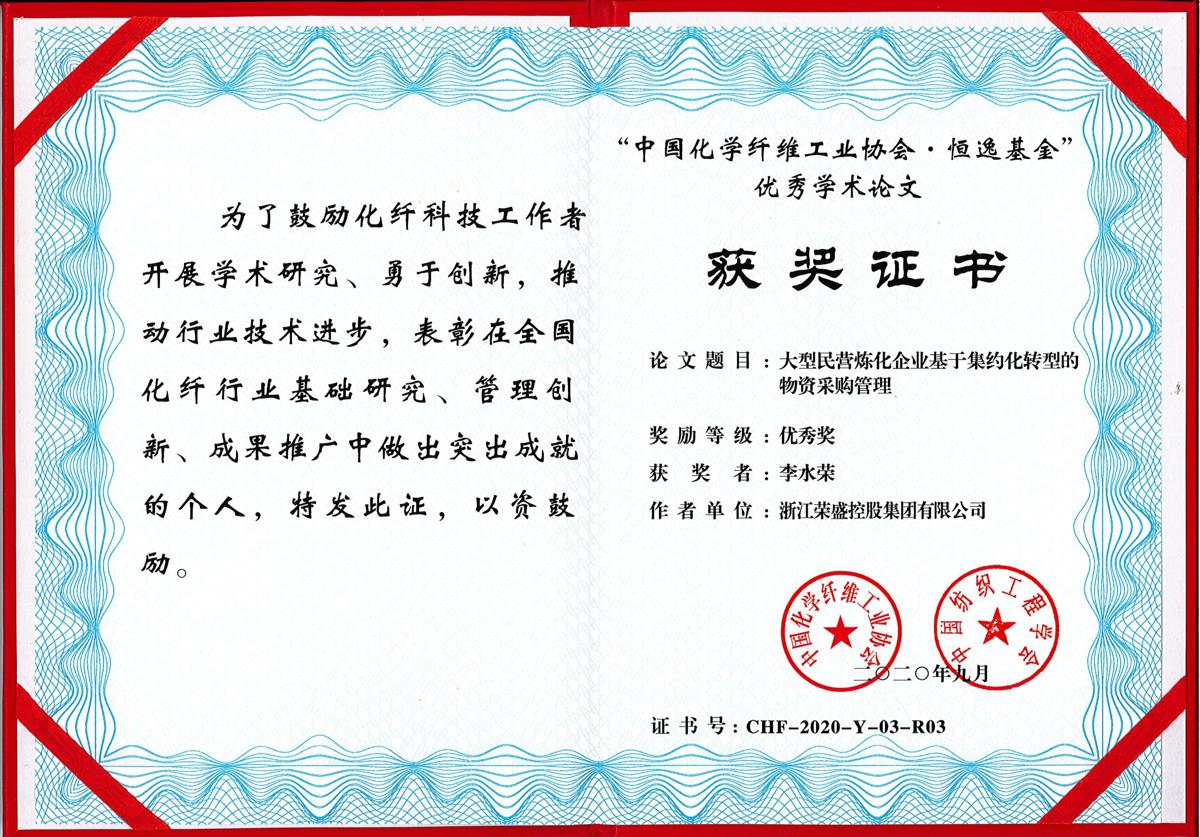 为了鼓励化纤科技工作者
开展学术研究、勇于创新，推
动行业技术进步，表彰在全国
化纤行业基础研究、管理创
新、成果推广中做出突出成就
的个人，特发此证，以资鼓
励。
“中国化学纤维工业协会·恒逸基金”
优秀学术论文
获奖证书
论文题目：大型民营炼化企业基于集约化转型的
物资采购管理
奖励等级：优秀奖
获奖者：李水荣
作者单位：浙江荣盛控股集团有限公司
中国化学纤维工业协会
中国纺织工程学会
二〇二〇年九月
证书号：CHF-2020-Y-03-R03